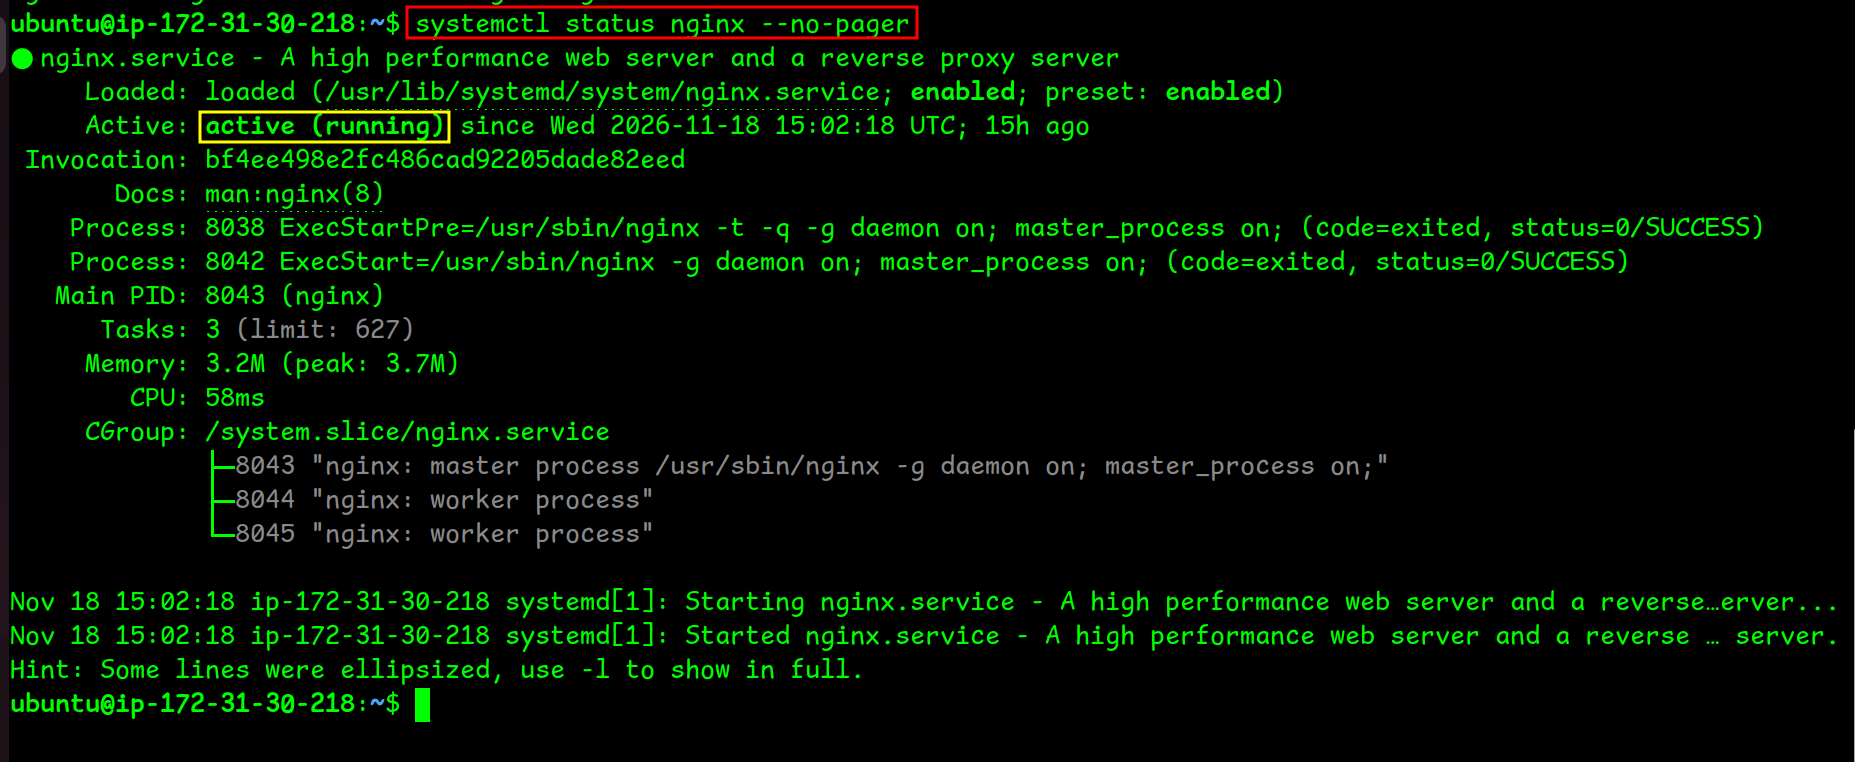 ubuntu@ip-172-31-30-218:~$ systemctl status nginx --no-pager
● nginx.service - A high performance web server and a reverse proxy server
Loaded: loaded (/usr/lib/systemd/system/nginx.service; enabled; preset: enabled)
Active: active (running) since Wed 2026-11-18 15:02:18 UTC; 15h ago
Invocation: bf4ee498e2fc486cad92205dade82eed
Docs: man:nginx(8)
Process: 8038 ExecStartPre=/usr/sbin/nginx -t -q -g daemon on; master_process on; (code=exited, status=0/SUCCESS)
Process: 8042 ExecStart=/usr/sbin/nginx -g daemon on; master_process on; (code=exited, status=0/SUCCESS)
Main PID: 8043 (nginx)
Tasks: 3 (limit: 627)
Memory: 3.2M (peak: 3.7M)
CPU: 58ms
CGroup: /system.slice/nginx.service
├─8043 "nginx: master process /usr/sbin/nginx -g daemon on; master_process on;"
├─8044 "nginx: worker process"
└─8045 "nginx: worker process"
Nov 18 15:02:18 ip-172-31-30-218 systemd[1]: Starting nginx.service - A high performance web server and a reverse…erver...
Nov 18 15:02:18 ip-172-31-30-218 systemd[1]: Started nginx.service - A high performance web server and a reverse … server.
Hint: Some lines were ellipsized, use -l to show in full.
ubuntu@ip-172-31-30-218:~$